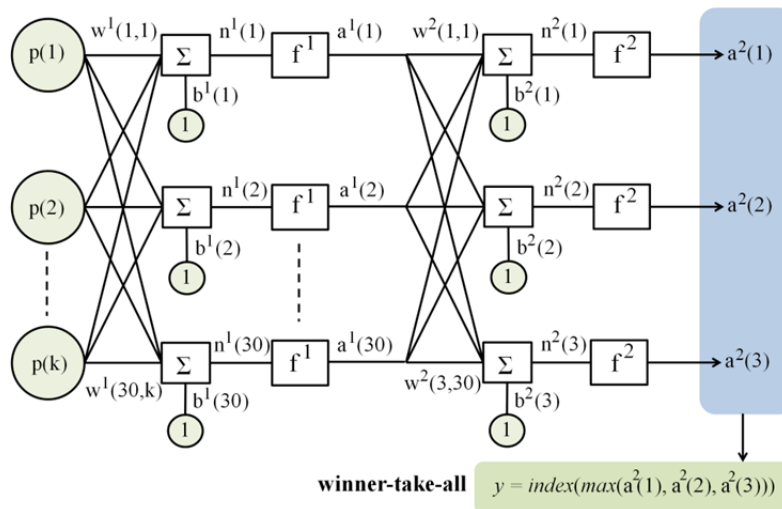 w¹(1,1) n¹(1) a¹(1) w²(1,1) n²(1)
p(1) Σ f¹ Σ f² a²(1)
b¹(1) b²(1)
1 1
n¹(2) a¹(2) n²(2)
p(2) Σ f¹ Σ f² a²(2)
b¹(2) b²(2)
1 1
n¹(30) a¹(30) n²(3)
p(k) Σ f¹ Σ f² a²(3)
w¹(30,k) b¹(30) w²(3,30) b²(3)
1 1
winner-take-all y = index(max(a²(1), a²(2), a²(3)))